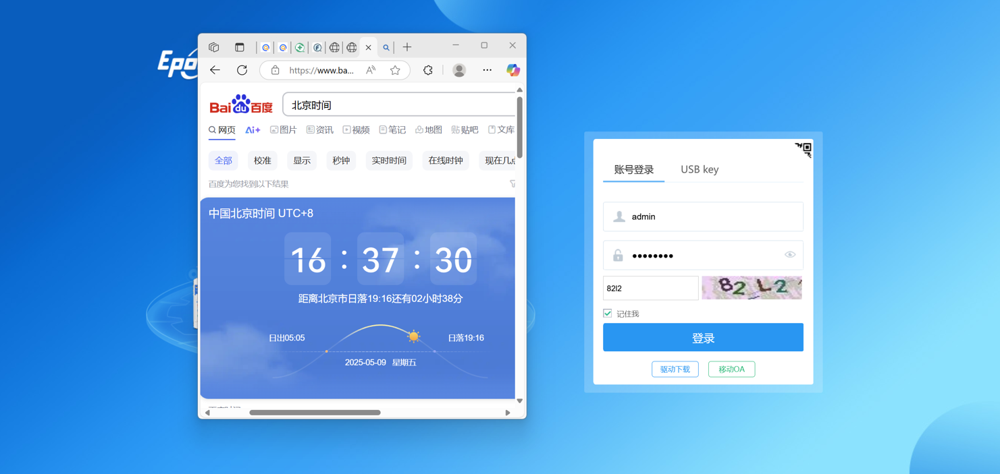 Epo
https://www.ba...
Bai du 百度
北京时间
网页 Ai+ 图片 资讯 视频 笔记 地图 贴吧 文库
全部 校准 显示 秒钟 实时时间 在线时钟 现在几点
百度为您找到以下结果
中国北京时间 UTC+8
16 : 37 : 30
距离北京市日落19:16还有02小时38分
日出05:05
日落19:16
2025-05-09 星期五
账号登录 USB key
admin
82l2
82L2
记住我
登录
驱动下载 移动OA